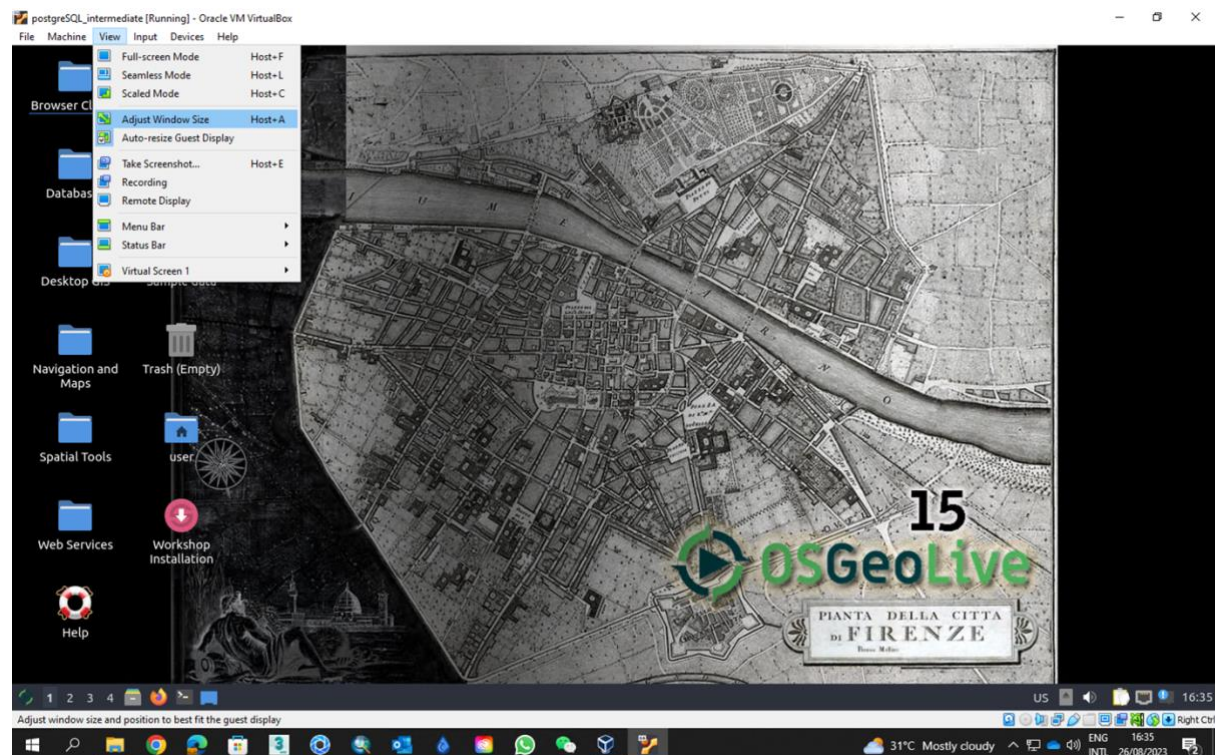 postgreSQL_intermediate [Running] - Oracle VM VirtualBox
File Machine View Input Devices Help
Full-screen Mode Host+F
Seamless Mode Host+L
Scaled Mode Host+C
Adjust Window Size Host+A
Auto-resize Guest Display
Take Screenshot... Host+E
Recording
Remote Display
Menu Bar
Status Bar
Virtual Screen 1
Browser Cl
Databas
Desktop GIS
Sample data
Navigation and
Maps
Trash (Empty)
Spatial Tools
user
Web Services
Workshop
Installation
Help
15
OSGeoLive
PIANTA DELLA CITTA
DI FIRENZE
1 2 3 4
US
16:35
Adjust window size and position to best fit the guest display
Right Ctrl
31°C Mostly cloudy
ENG
INTL
16:35
26/08/2023
2